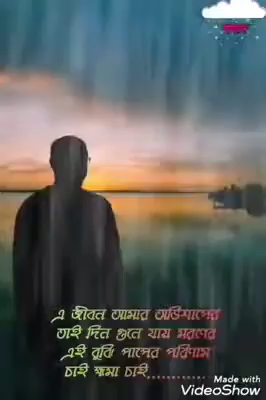 এ জীবন আমার অভিশাপের
তাই দিন গুনে যায় মরণের
এই বুঝি পাপের পরিণাম
চাই ক্ষমা চাই..............
Made with
VideoShow